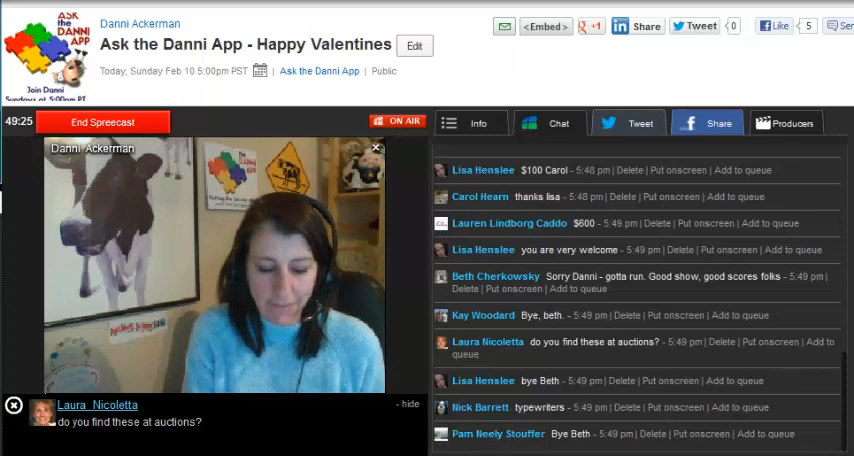 ASK
the
DANNI
APP
Join Danni
Sundays at 5:00pm PT
Danni Ackerman
Ask the Danni App - Happy Valentines Edit
Today, Sunday Feb 10 5:00pm PST | Ask the Danni App | Public
<Embed> +1 in Share Tweet 0 Like 5 Sen
49:25 End Spreecast ON AIR
Info Chat Tweet Share Producers
Danni Ackerman
the DANNI
APP
Laura Nicoletta - hide
do you find these at auctions?
Lisa Henslee $100 Carol - 5:48 pm | Delete | Put onscreen | Add to queue
Carol Hearn thanks lisa - 5:48 pm | Delete | Put onscreen | Add to queue
Lauren Lindborg Caddo $600 - 5:49 pm | Delete | Put onscreen | Add to queue
Lisa Henslee you are very welcome - 5:49 pm | Delete | Put onscreen | Add to queue
Beth Cherkowsky Sorry Danni - gotta run. Good show, good scores folks - 5:49 pm |
Delete | Put onscreen | Add to queue
Kay Woodard Bye, beth. - 5:49 pm | Delete | Put onscreen | Add to queue
Laura Nicoletta do you find these at auctions? - 5:49 pm | Delete | Put onscreen | Add to
queue
Lisa Henslee bye Beth - 5:49 pm | Delete | Put onscreen | Add to queue
Nick Barrett typewriters - 5:49 pm | Delete | Put onscreen | Add to queue
Pam Neely Stouffer Bye Beth - 5:49 pm | Delete | Put onscreen | Add to queue